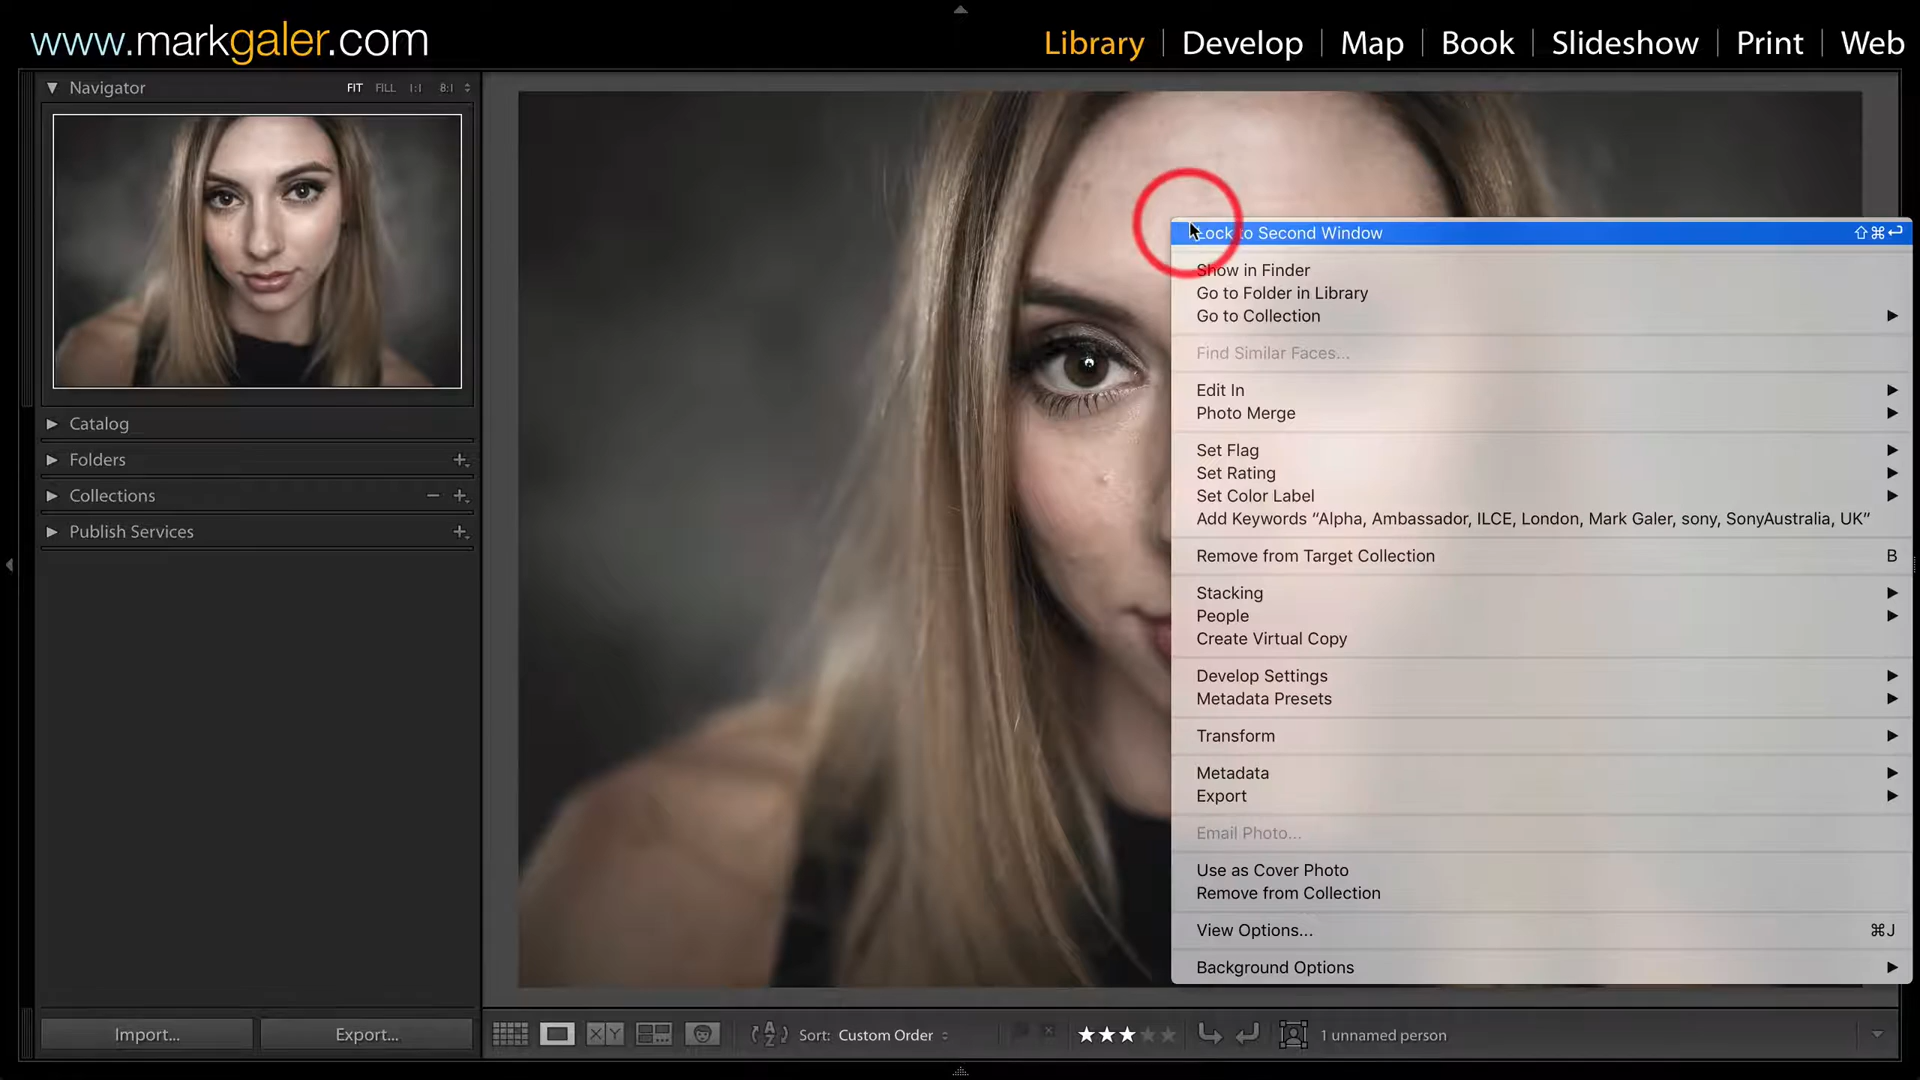 www.markgaler.com
Library | Develop | Map | Book | Slideshow | Print | Web
Navigator FIT FILL 1:1 8:1
Catalog
Folders
Collections
Publish Services
Import... Export...
Lock to Second Window ⇧⌘↩
Show in Finder
Go to Folder in Library
Go to Collection
Find Similar Faces...
Edit In
Photo Merge
Set Flag
Set Rating
Set Color Label
Add Keywords “Alpha, Ambassador, ILCE, London, Mark Galer, sony, SonyAustralia, UK”
Remove from Target Collection B
Stacking
People
Create Virtual Copy
Develop Settings
Metadata Presets
Transform
Metadata
Export
Email Photo...
Use as Cover Photo
Remove from Collection
View Options... ⌘J
Background Options
XY Sort: Custom Order 1 unnamed person